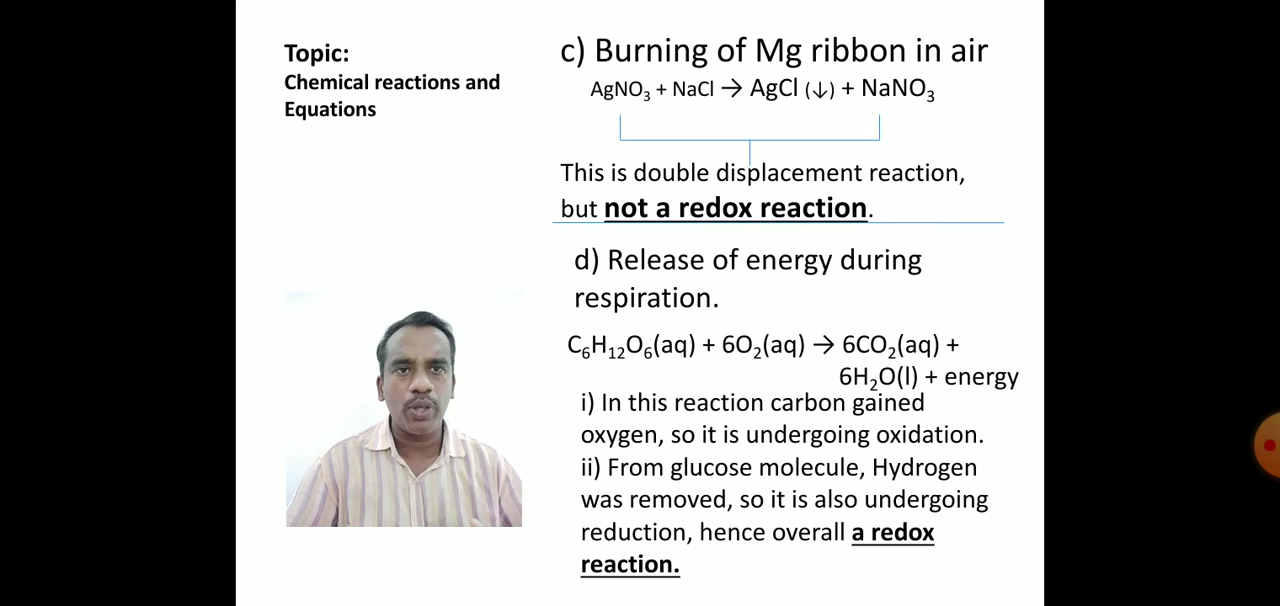 Topic:
Chemical reactions and
Equations
c) Burning of Mg ribbon in air
AgNO₃ + NaCl → AgCl (↓) + NaNO₃
This is double displacement reaction,
but not a redox reaction.
d) Release of energy during
respiration.
C₆H₁₂O₆(aq) + 6O₂(aq) → 6CO₂(aq) +
6H₂O(l) + energy
i) In this reaction carbon gained
oxygen, so it is undergoing oxidation.
ii) From glucose molecule, Hydrogen
was removed, so it is also undergoing
reduction, hence overall a redox
reaction.